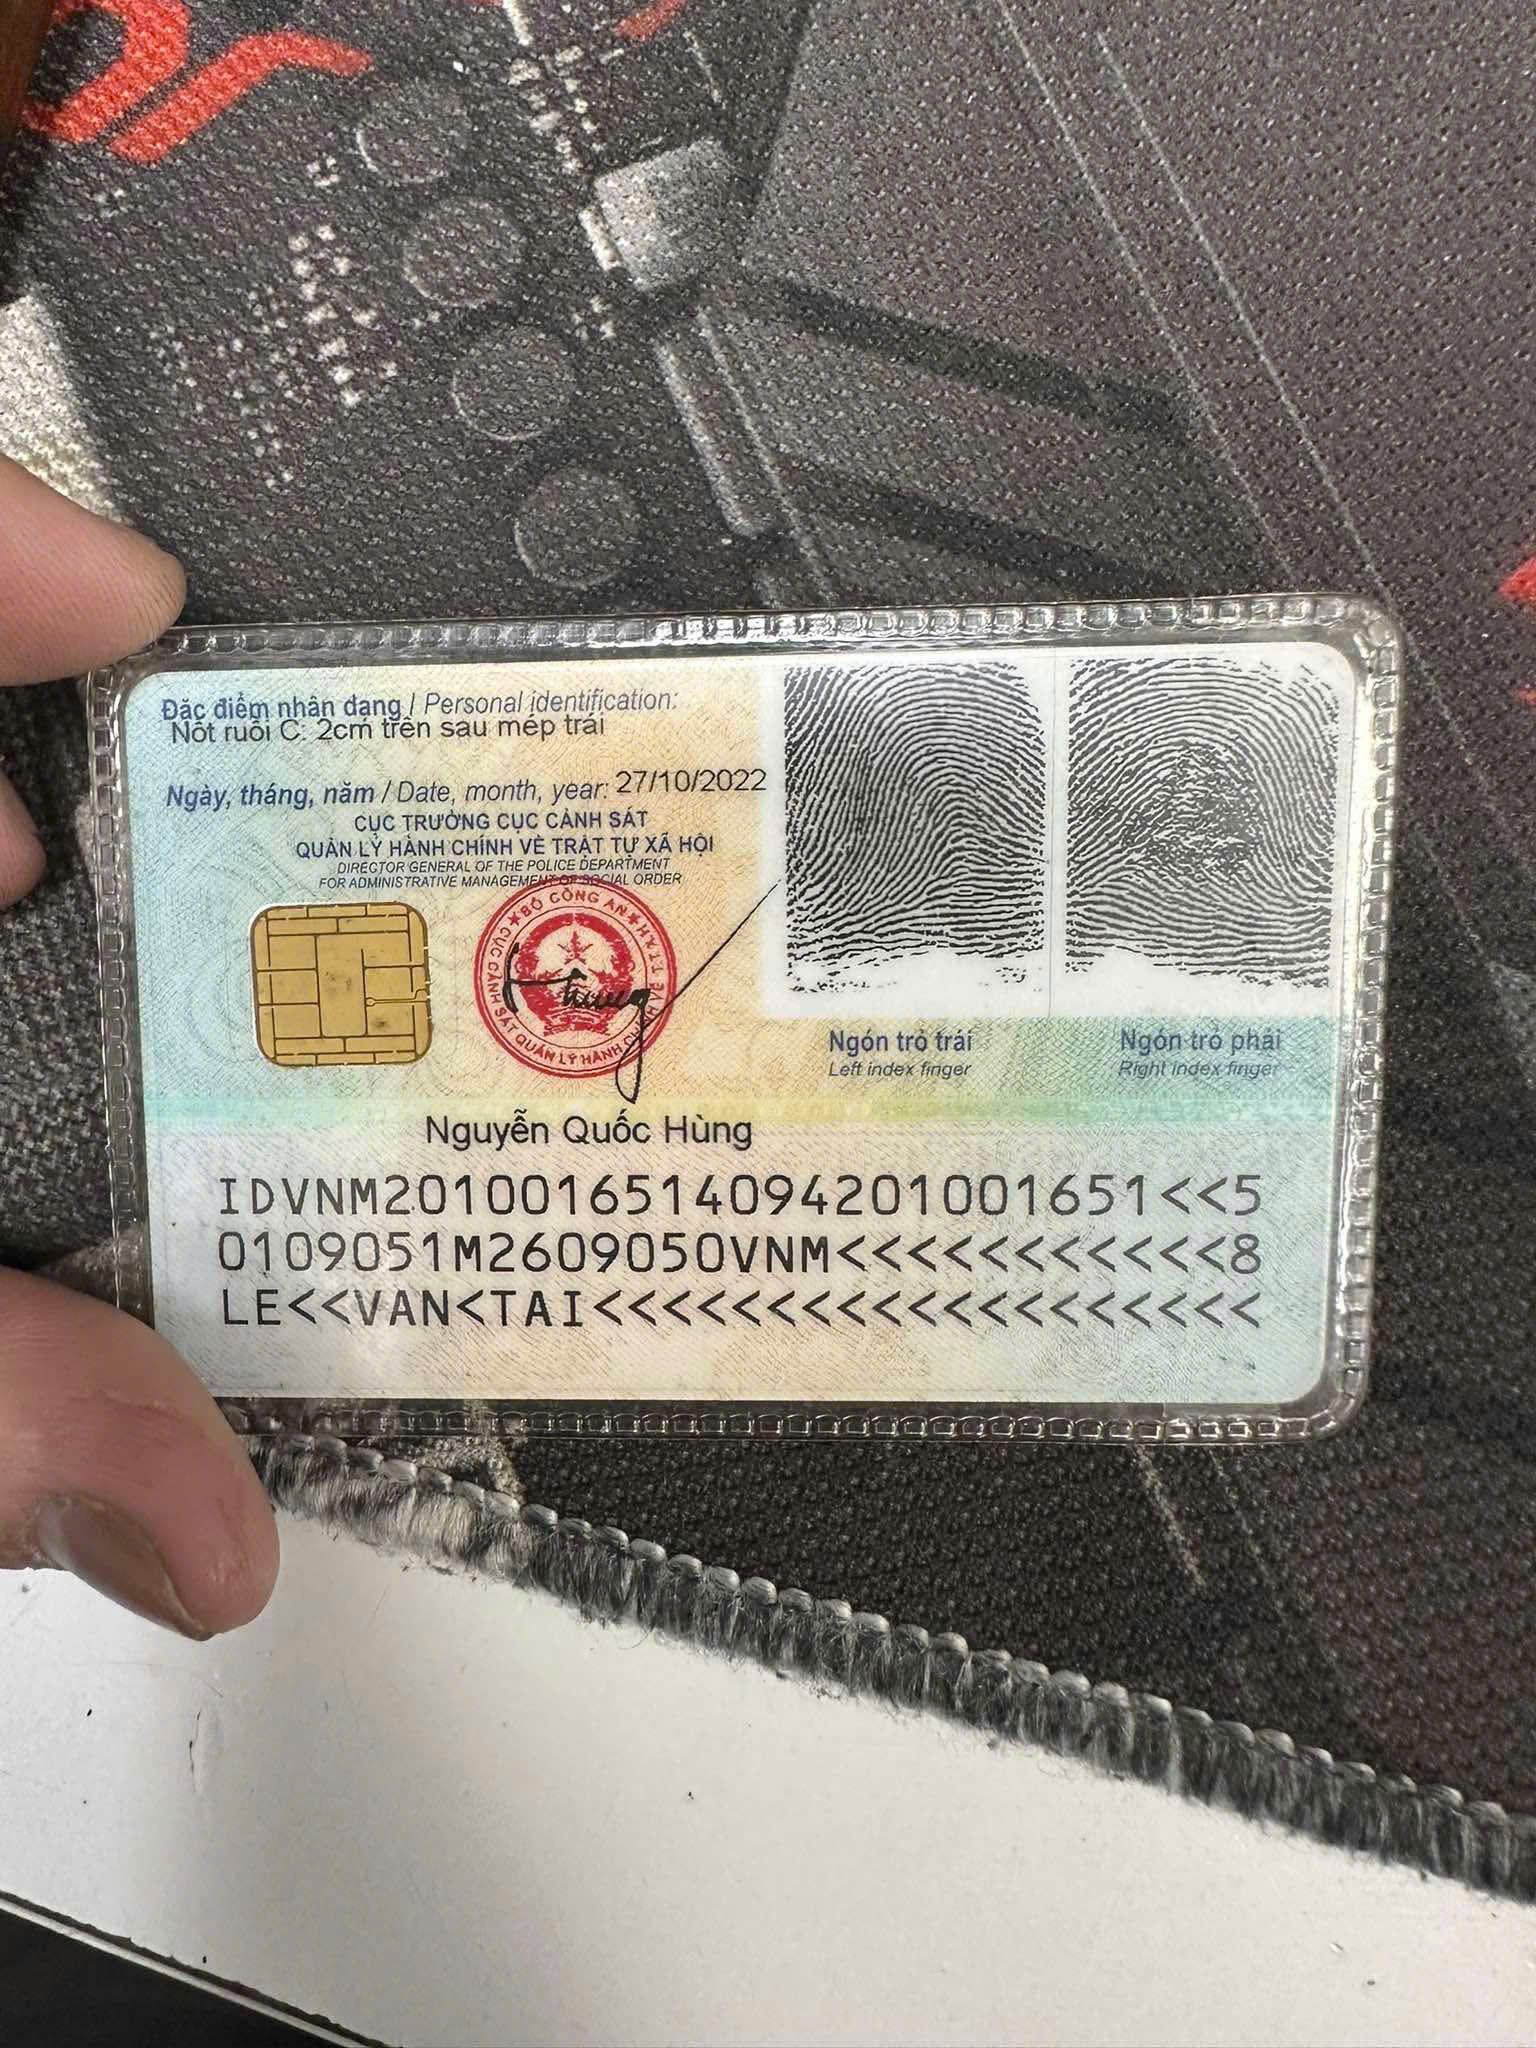 Đặc điểm nhân dạng / Personal identification:
Nốt ruồi C: 2cm trên sau mép trái
Ngày, tháng, năm / Date, month, year: 27/10/2022
CỤC TRƯỞNG CỤC CẢNH SÁT
QUẢN LÝ HÀNH CHÍNH VỀ TRẬT TỰ XÃ HỘI
DIRECTOR GENERAL OF THE POLICE DEPARTMENT
FOR ADMINISTRATIVE MANAGEMENT OF SOCIAL ORDER
BỘ CÔNG AN
CỤC CẢNH SÁT QUẢN LÝ HÀNH CHÍNH VỀ TTXH
Ngón trỏ trái
Left index finger
Ngón trỏ phải
Right index finger
Nguyễn Quốc Hùng
IDVNM2010016514094201001651<<5
0109051M2609050VNM<<<<<<<<<<<8
LE<<VAN<TAI<<<<<<<<<<<<<<<<<<<